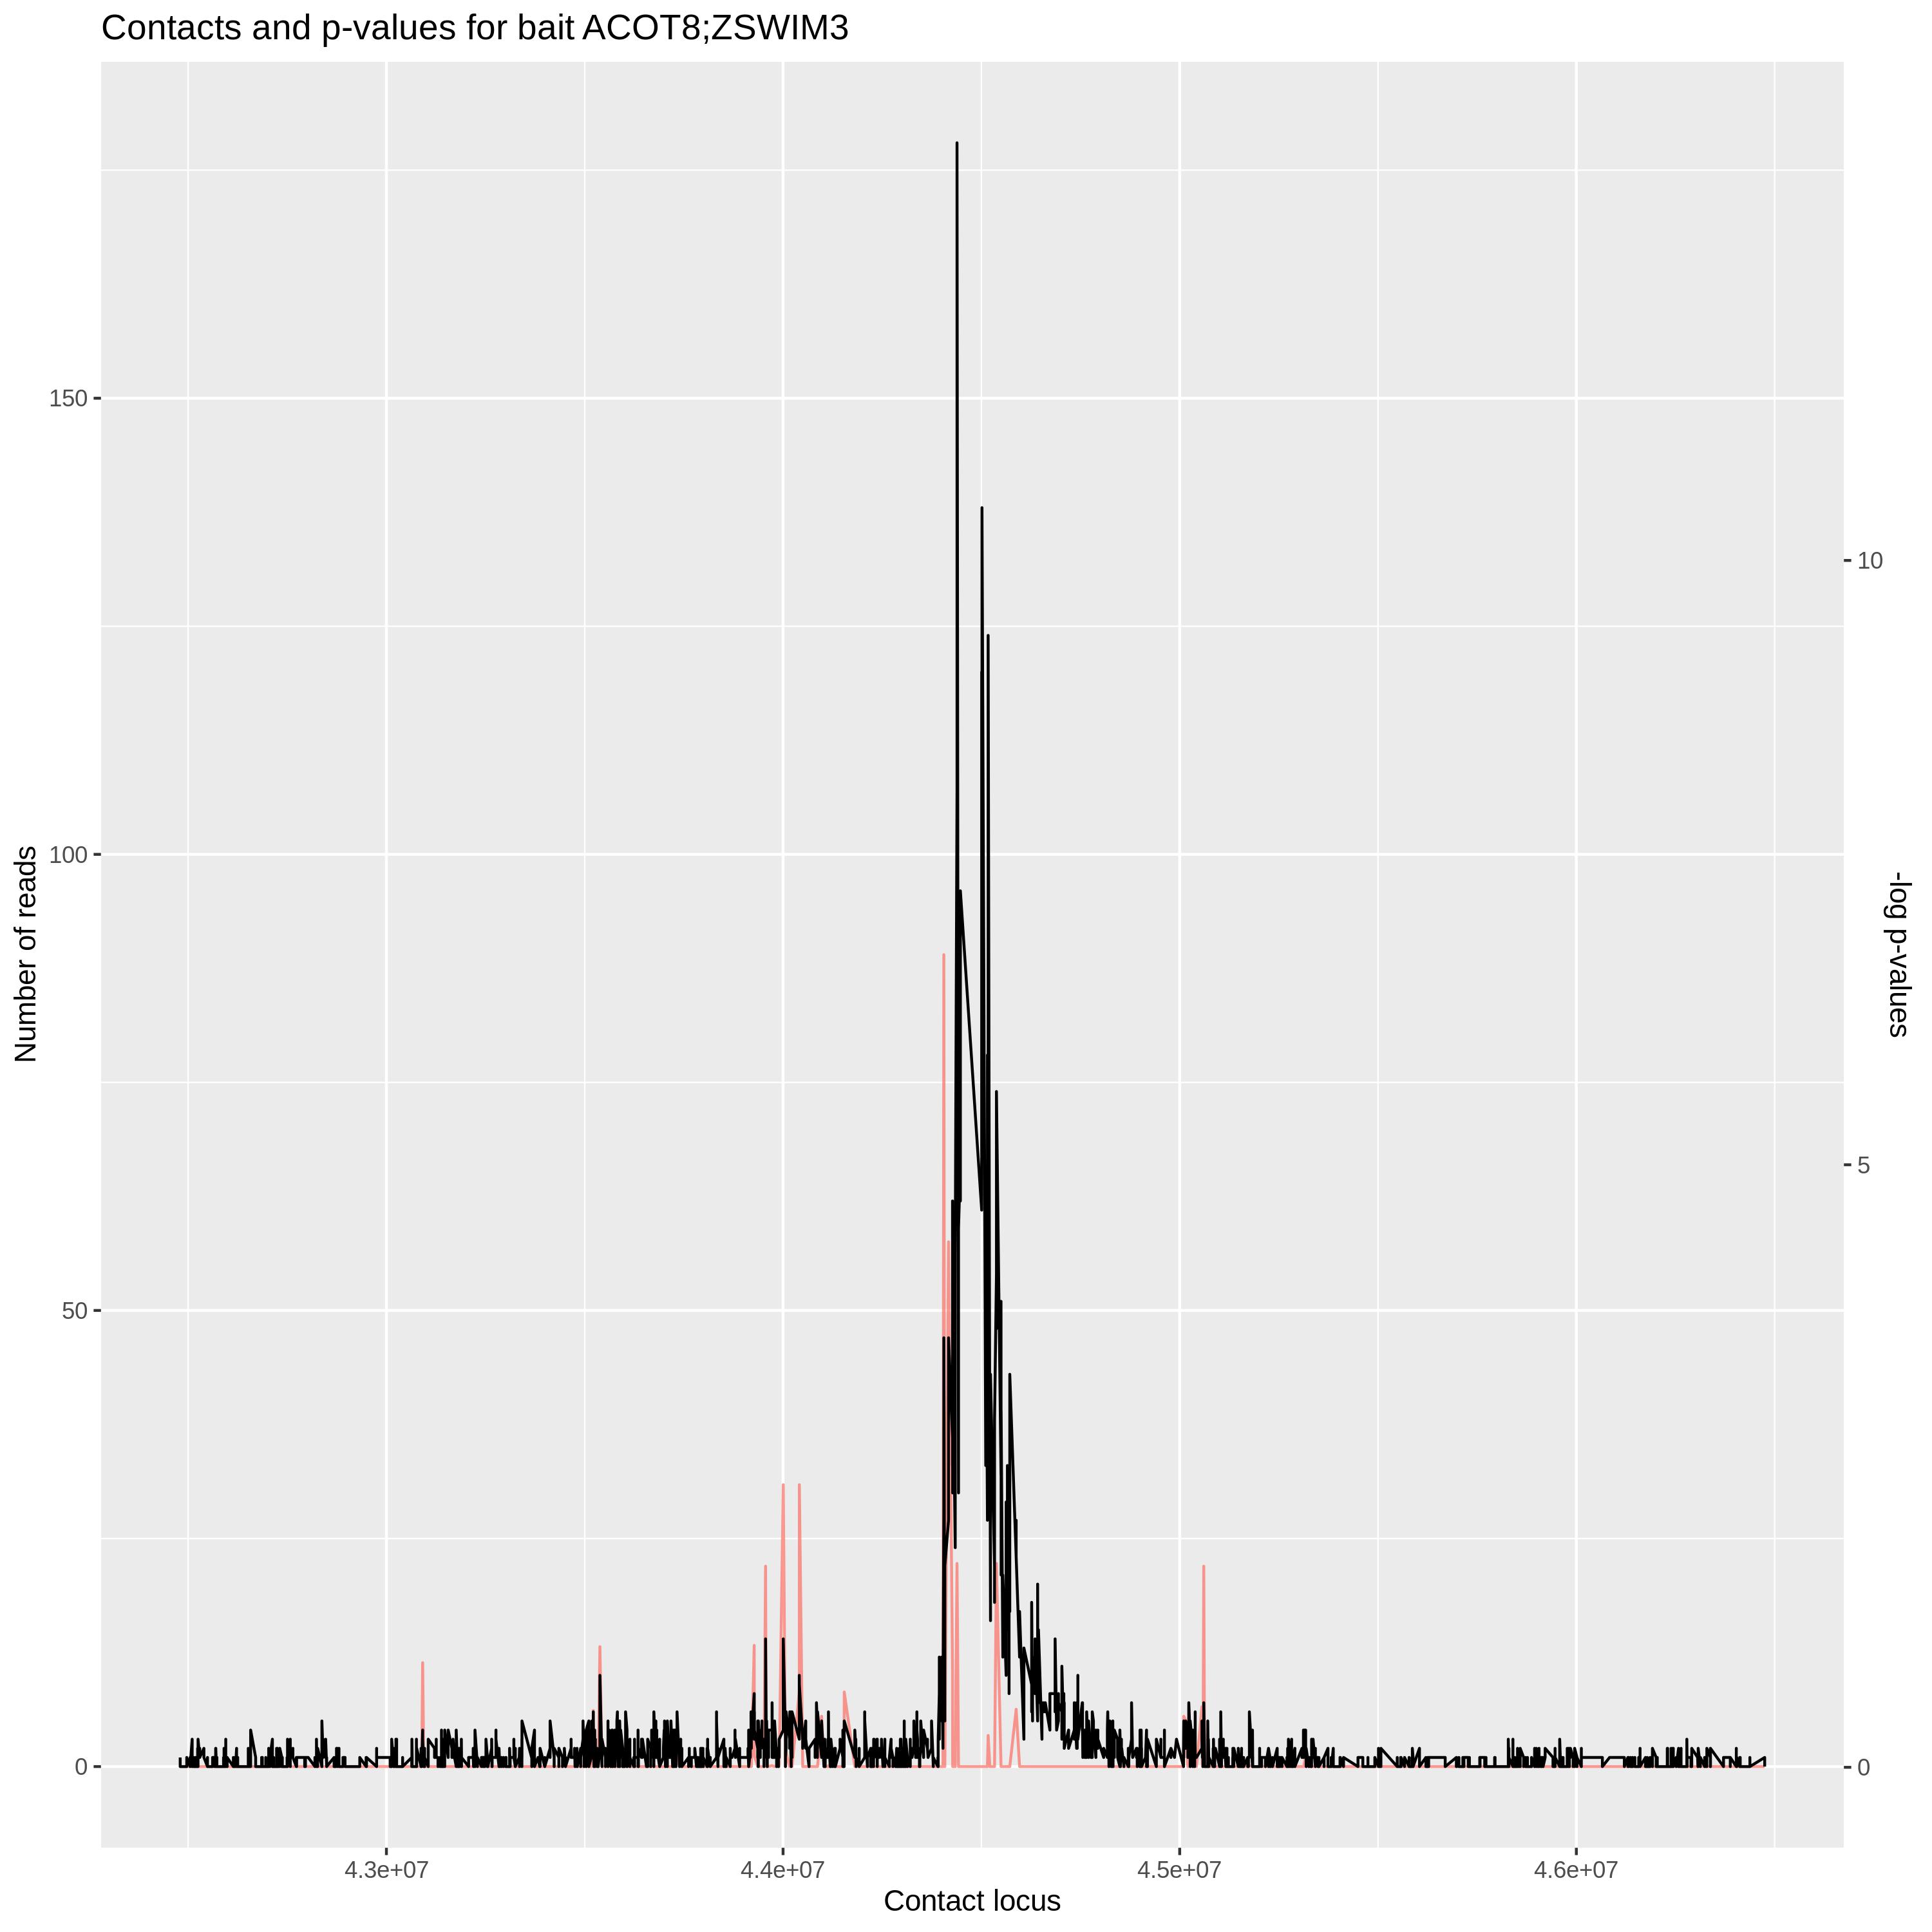 Contacts and p-values for bait ACOT8;ZSWIM3
150
100
50
0
Number of reads
10
5
0
-log p-values
4.3e+07
4.4e+07
4.5e+07
4.6e+07
Contact locus